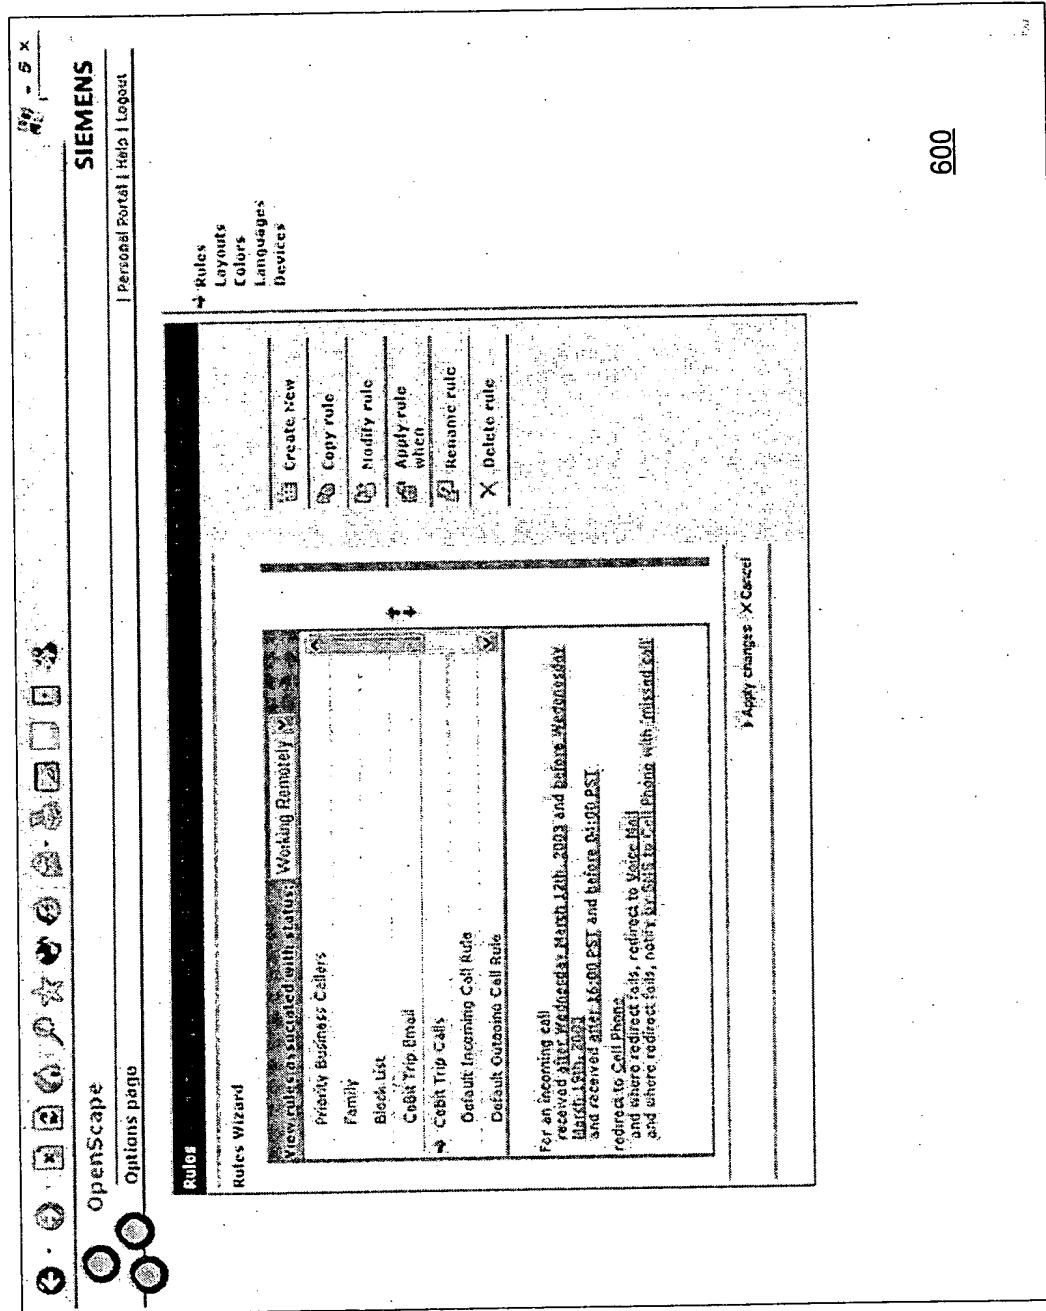 - 5 x
OpenScape
SIEMENS
Options page
| Personal Portal | Help | Logout
Rules
Rules Wizard
View rules associated with status: Working Remotely
Priority Business Callers
Family
Block List
CeBit Trip Email
→ CeBit Trip Calls
Default Incoming Call Rule
Default Outgoing Call Rule
For an incoming call
received after Wednesday March 12th, 2003 and before Wedenesday
March 19th, 2003
and received after 16:00 PST and before 04:00 PST
redirect to Cell Phone
and where redirect fails, redirect to Voice Mail
and where redirect fails, notify by SMS to Cell Phone with 'missed call'
Apply changes X Cancel
Create New
Copy rule
Modify rule
Apply rule
when
Rename rule
X Delete rule
→ Rules
Layouts
Colors
Languages
Devices
600